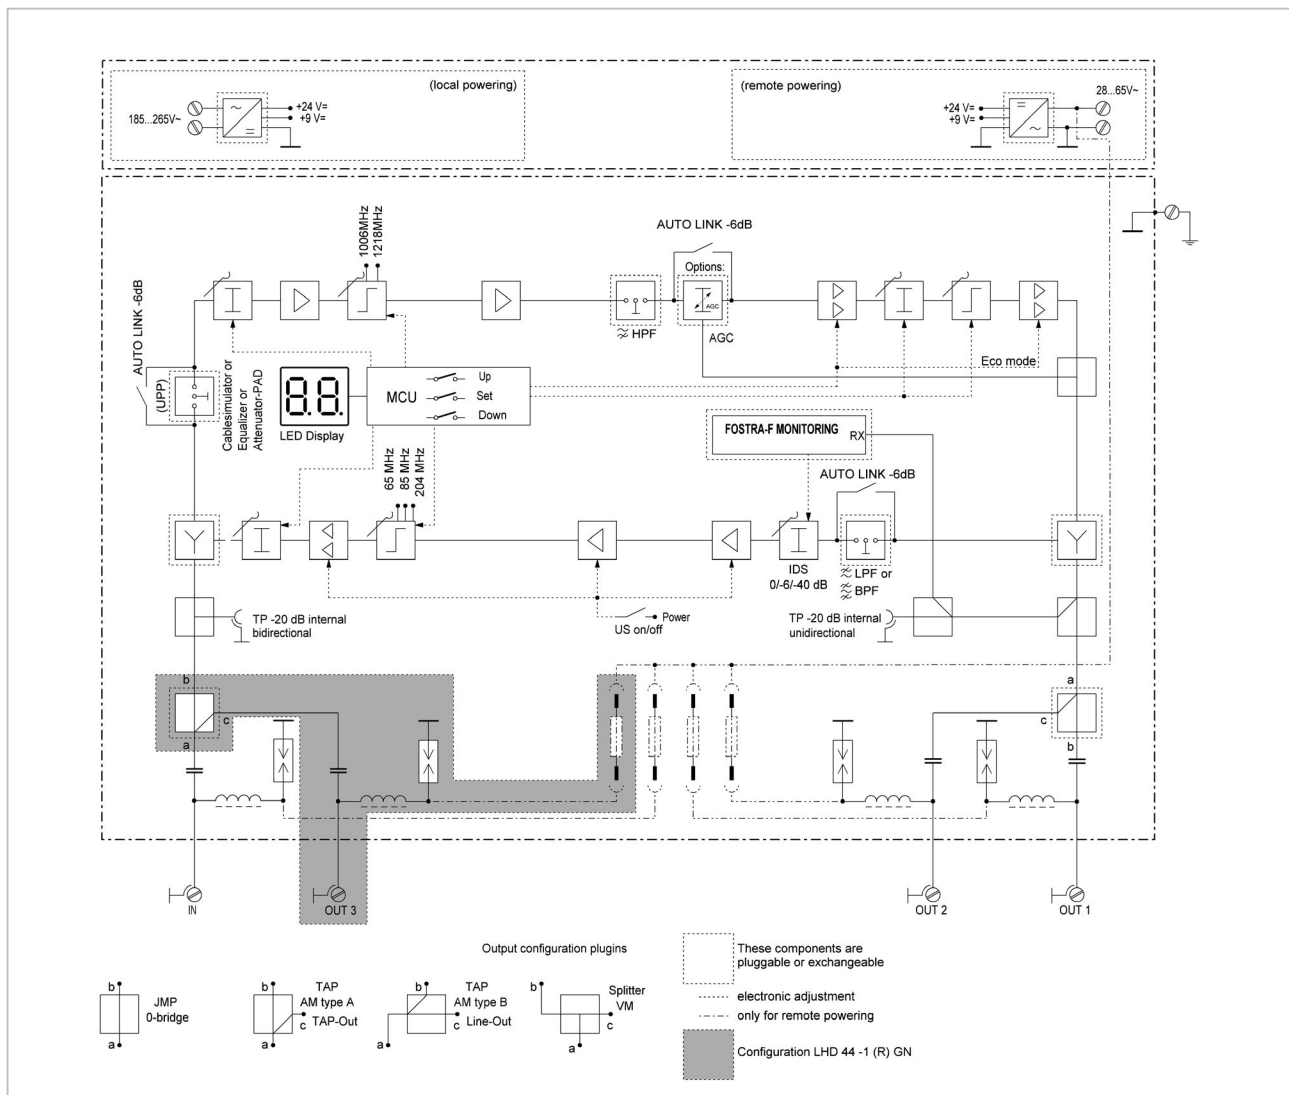 (local powering)
185...265V~
+24 V=
+9 V=
(remote powering)
28...65V~
+24 V=
+9 V=
1006MHz
1218MHz
AUTO LINK -6dB
Options:
AGC
HPF
AGC
AUTO LINK -6dB
(UPP)
Cablesimulator or
Equalizer or
Attenuator-PAD
8.8.
LED Display
MCU
Up
Set
Down
Eco mode
FOSTRA-F MONITORING
RX
65 MHz
85 MHz
204 MHz
AUTO LINK -6dB
IDS
0/-6/-40 dB
LPF or
BPF
TP -20 dB internal
bidirectional
Power
US on/off
TP -20 dB internal
unidirectional
b
c
a
a
c
b
IN
OUT 3
OUT 2
OUT 1
Output configuration plugins
b
a
JMP
0-bridge
b
a
TAP
AM type A
c TAP-Out
b
a
TAP
AM type B
c Line-Out
b
a
c
Splitter
VM
These components are
pluggable or exchangeable
electronic adjustment
only for remote powering
Configuration LHD 44 -1 (R) GN